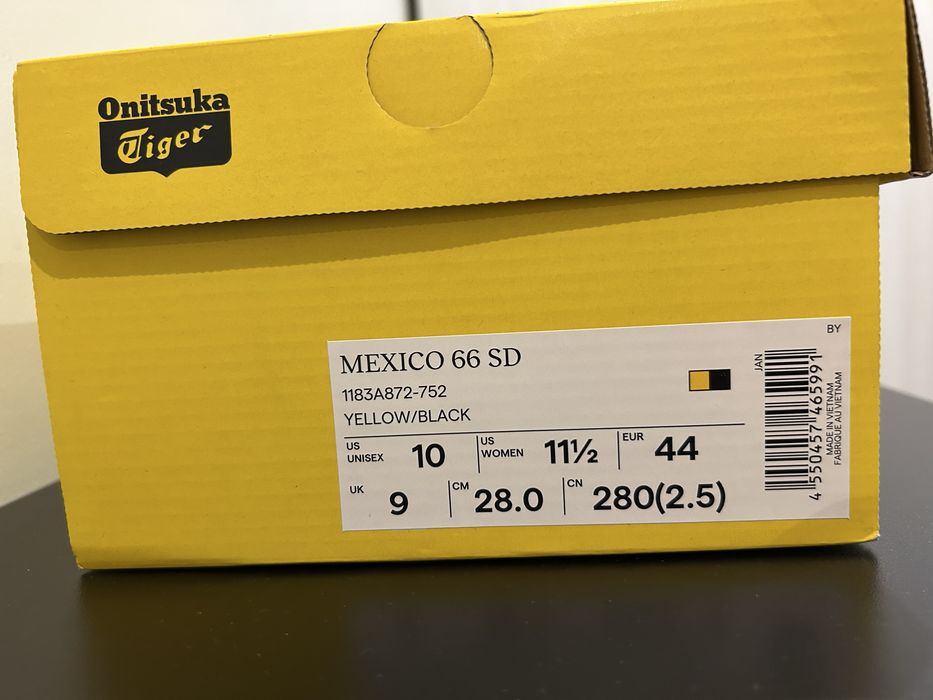 Onitsuka
Tiger
BY
MEXICO 66 SD
1183A872-752
YELLOW/BLACK
US UNISEX 10 US WOMEN 11½ EUR 44
UK 9 CM 28.0 CN 280(2.5)
JAN
4 550457 465991
MADE IN VIETNAM
FABRIQUE AU VIETNAM